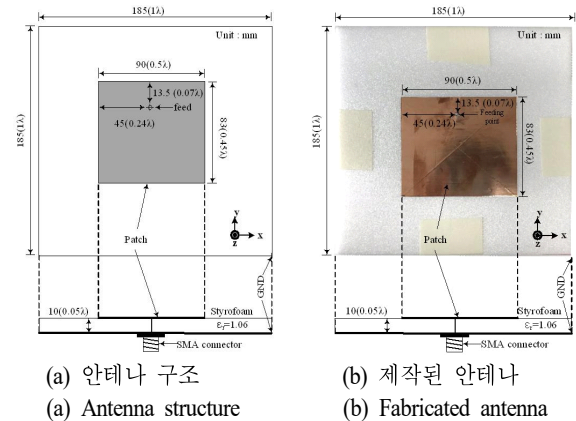 185(1λ)
Unit : mm
90(0.5λ)
13.5 (0.07λ)
feed
45(0.24λ)
83(0.45λ)
185(1λ)
y
x
z
Patch
GND
10(0.05λ)
Styrofoam
εr=1.06
SMA connector
(a) 안테나 구조
(a) Antenna structure
185(1λ)
Unit : mm
90(0.5λ)
13.5 (0.07λ)
Feeding
point
45(0.24λ)
83(0.45λ)
185(1λ)
y
x
z
Patch
GND
10(0.05λ)
Styrofoam
εr=1.06
SMA connector
(b) 제작된 안테나
(b) Fabricated antenna